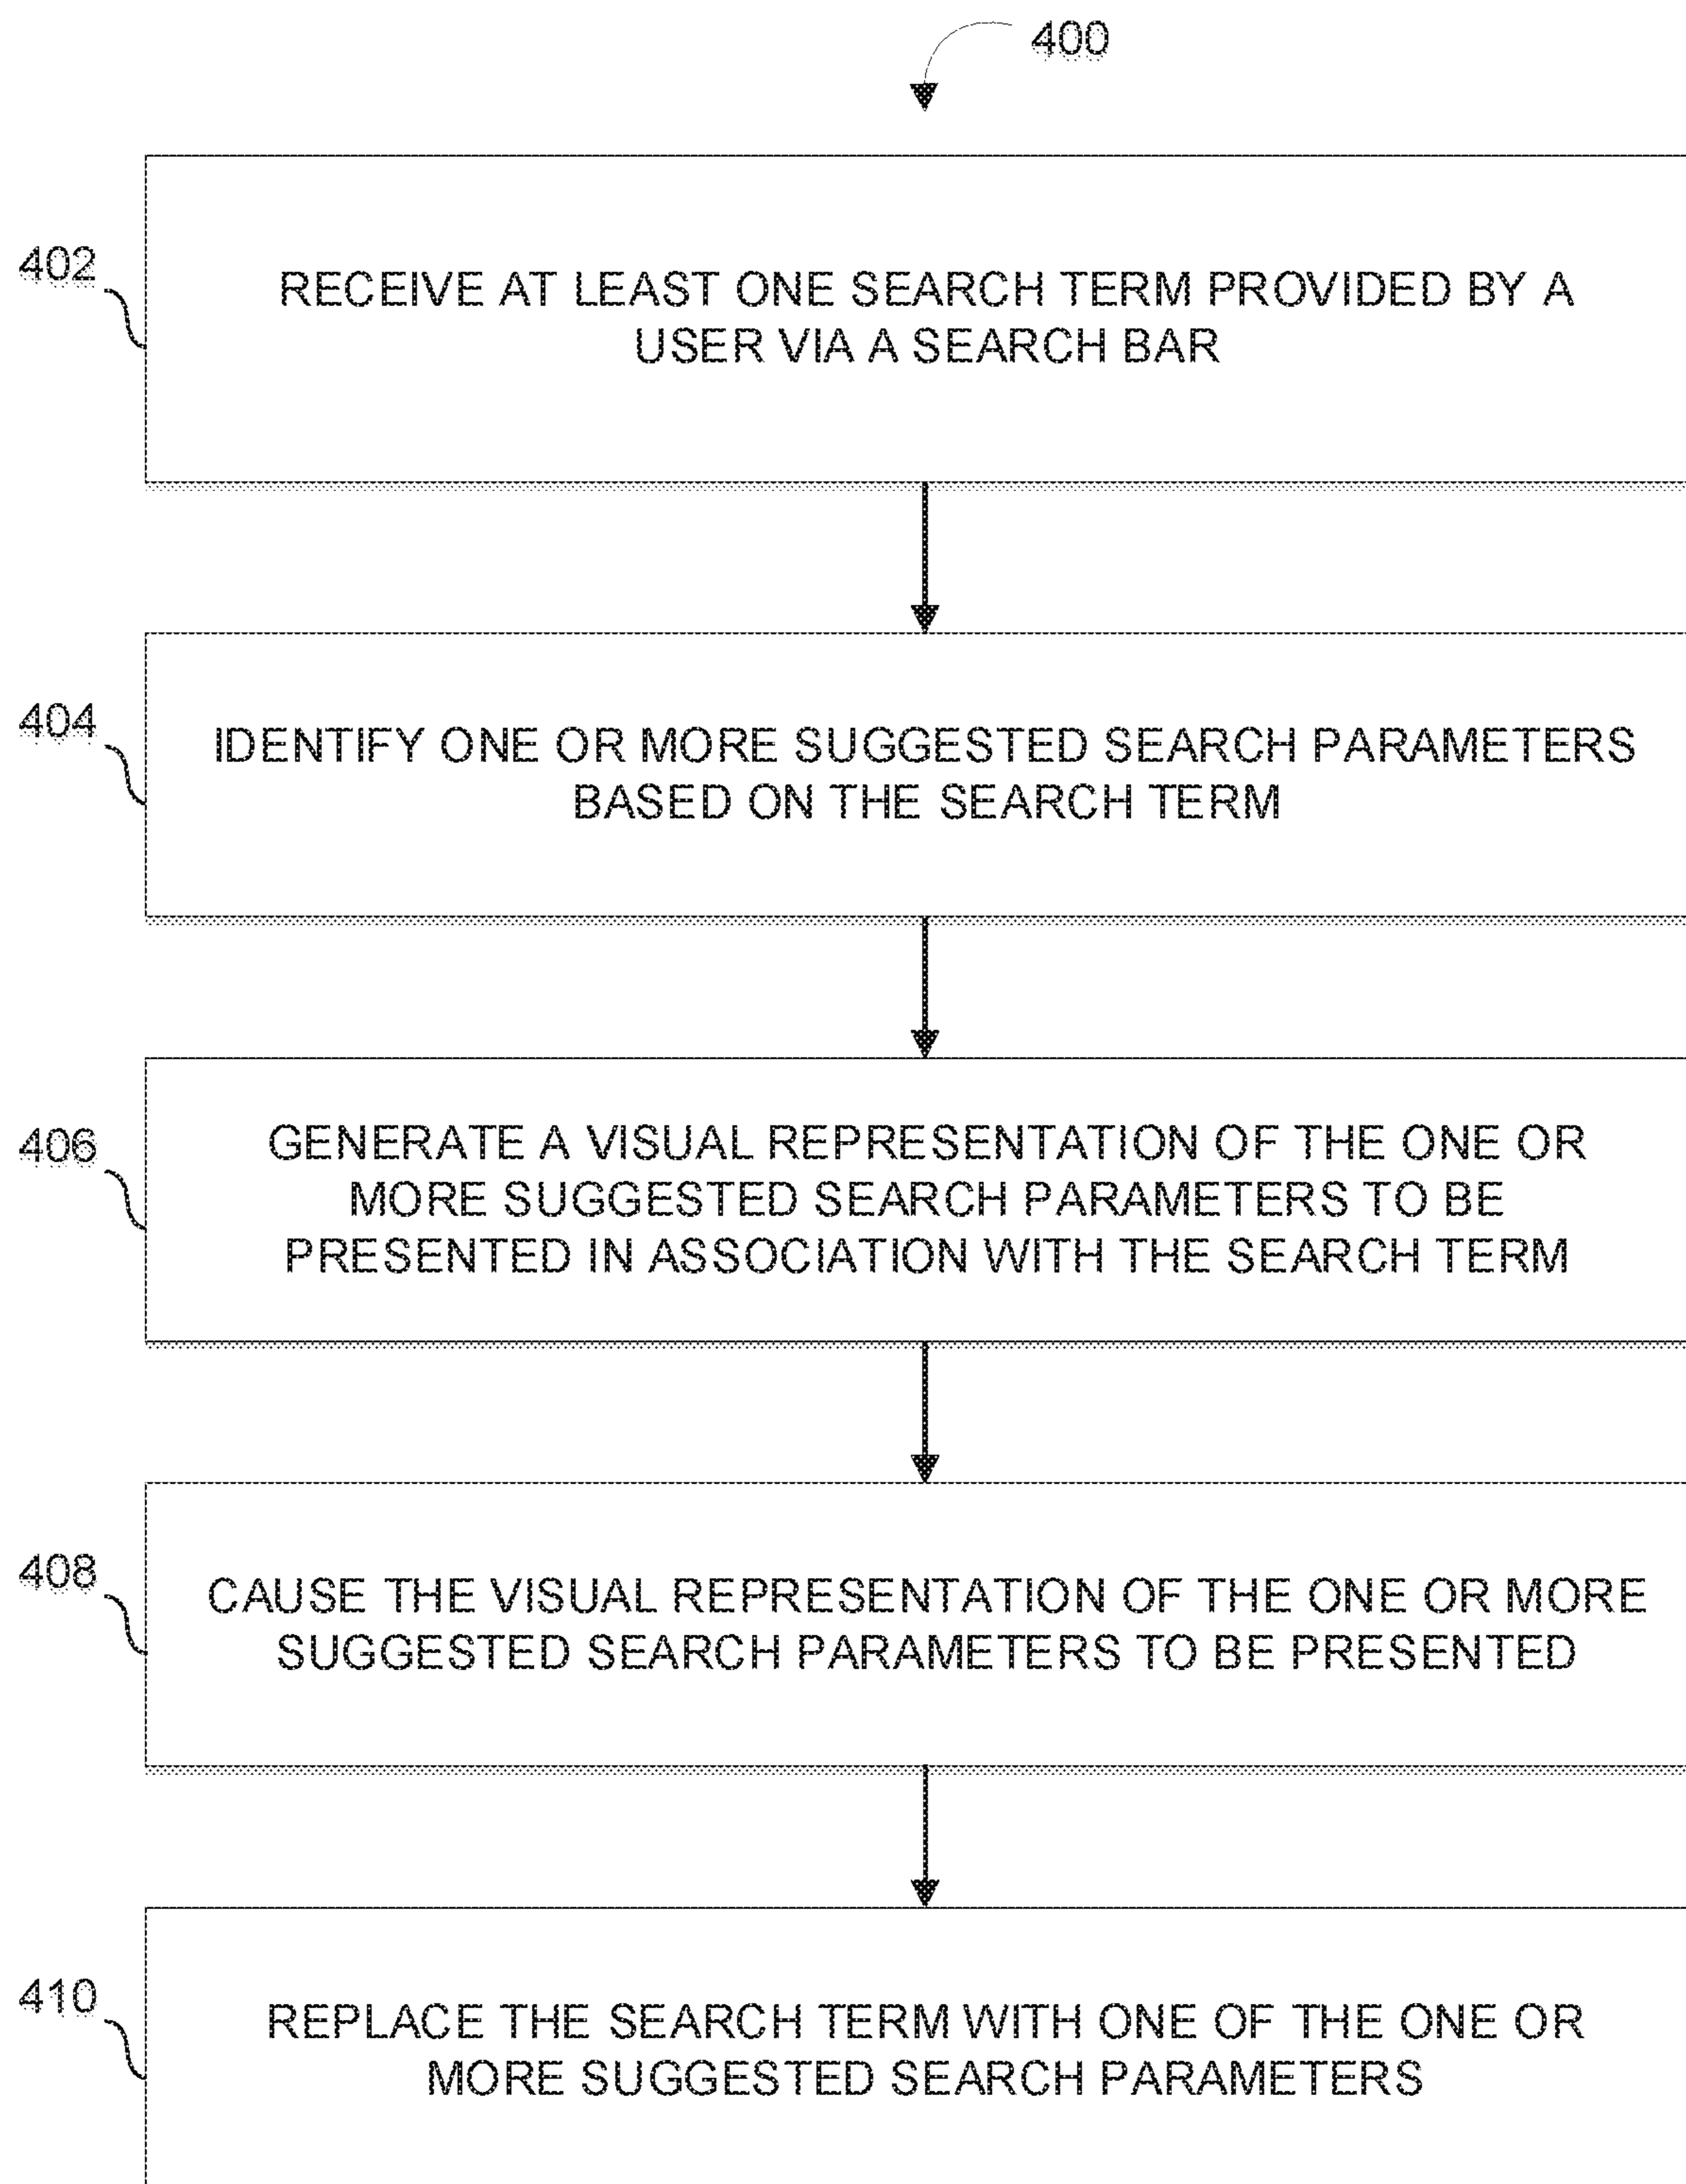 400
402
RECEIVE AT LEAST ONE SEARCH TERM PROVIDED BY A
USER VIA A SEARCH BAR
404
IDENTIFY ONE OR MORE SUGGESTED SEARCH PARAMETERS
BASED ON THE SEARCH TERM
406
GENERATE A VISUAL REPRESENTATION OF THE ONE OR
MORE SUGGESTED SEARCH PARAMETERS TO BE
PRESENTED IN ASSOCIATION WITH THE SEARCH TERM
408
CAUSE THE VISUAL REPRESENTATION OF THE ONE OR MORE
SUGGESTED SEARCH PARAMETERS TO BE PRESENTED
410
REPLACE THE SEARCH TERM WITH ONE OF THE ONE OR
MORE SUGGESTED SEARCH PARAMETERS